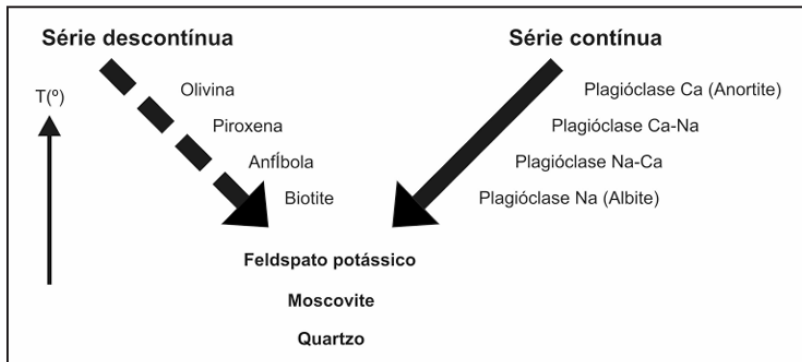 Série descontínua
Série contínua
T(º)
Olivina
Piroxena
Anfíbola
Biotite
Plagióclase Ca (Anortite)
Plagióclase Ca-Na
Plagióclase Na-Ca
Plagióclase Na (Albite)
Feldspato potássico
Moscovite
Quartzo